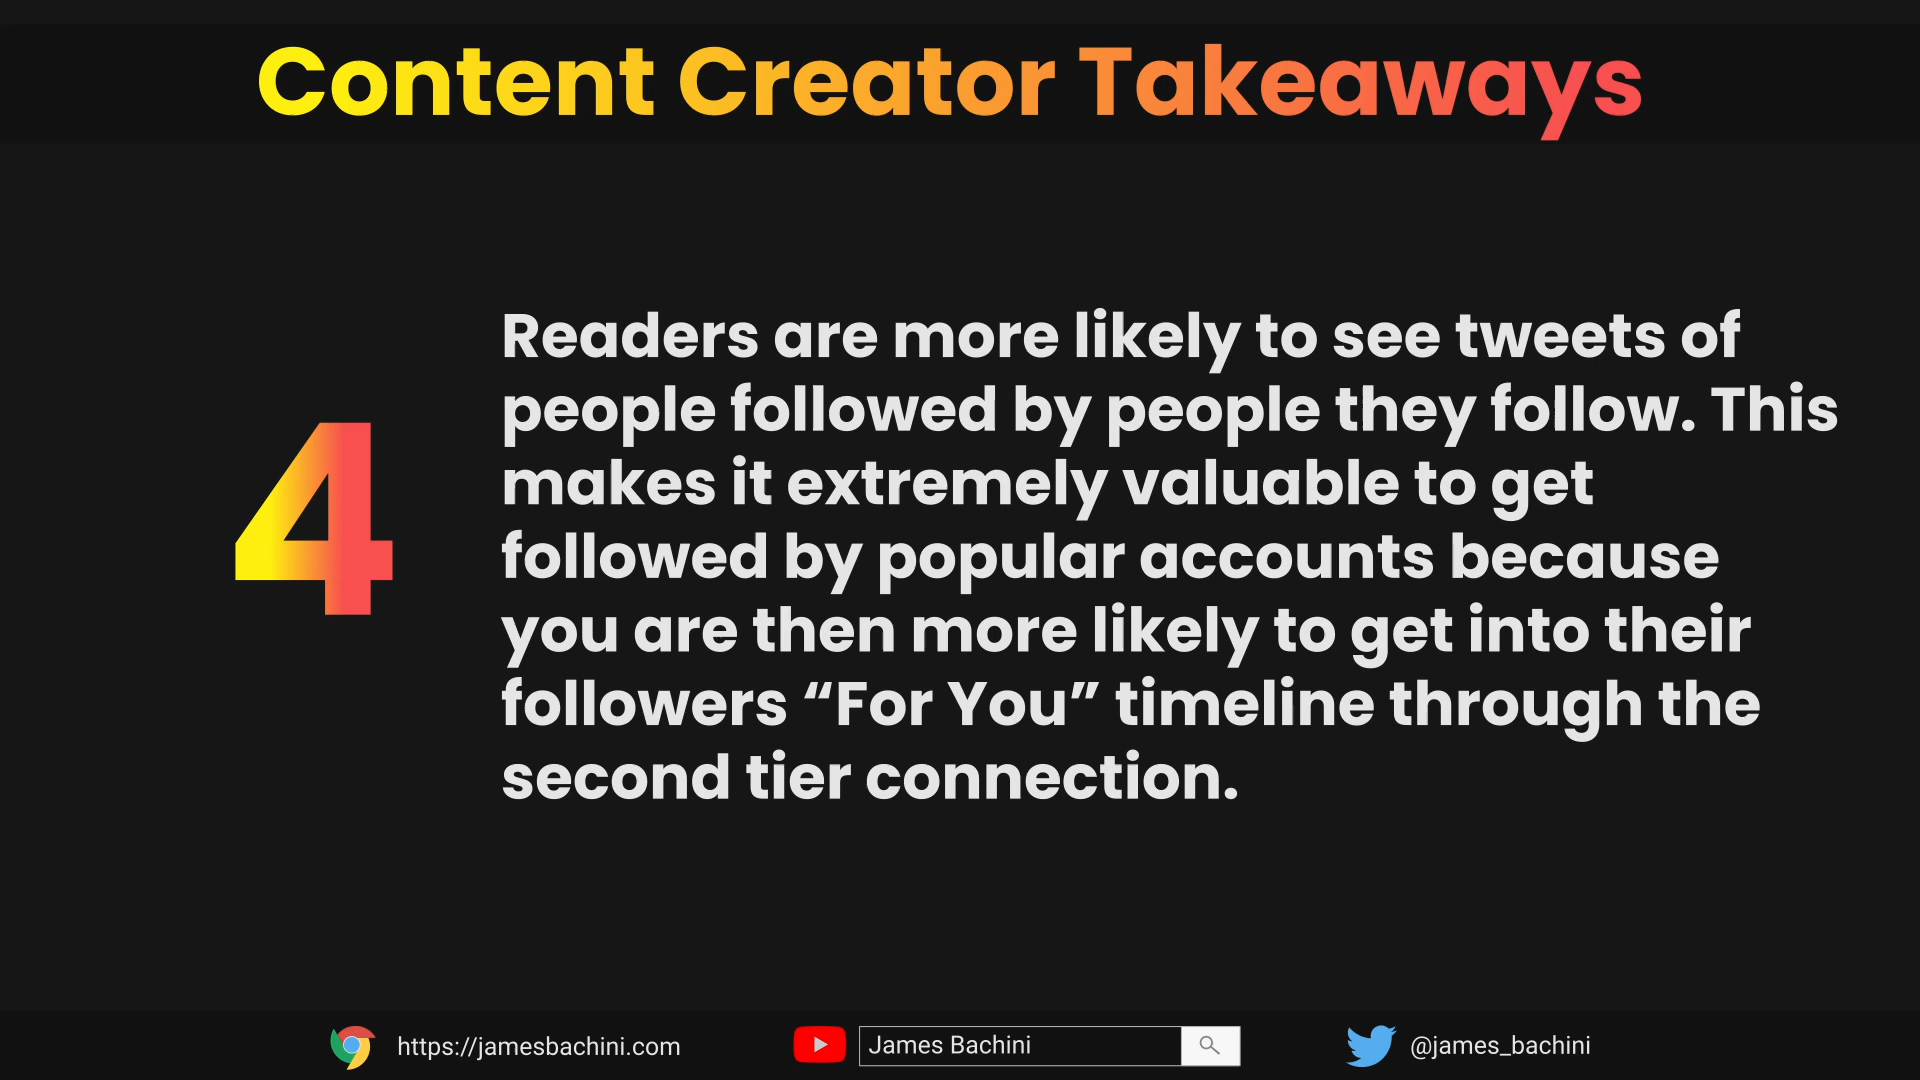 Content Creator Takeaways
4
Readers are more likely to see tweets of
people followed by people they follow. This
makes it extremely valuable to get
followed by popular accounts because
you are then more likely to get into their
followers “For You” timeline through the
second tier connection.
https://jamesbachini.com
James Bachini
@james_bachini